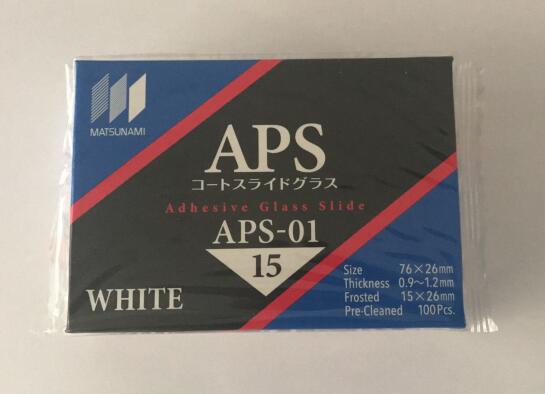 MATSUNAMI
APS
コートスライドグラス
Adhesive Glass Slide
APS-01
15
WHITE
Size 76×26mm
Thickness 0.9～1.2mm
Frosted 15×26mm
Pre-Cleaned 100Pcs.